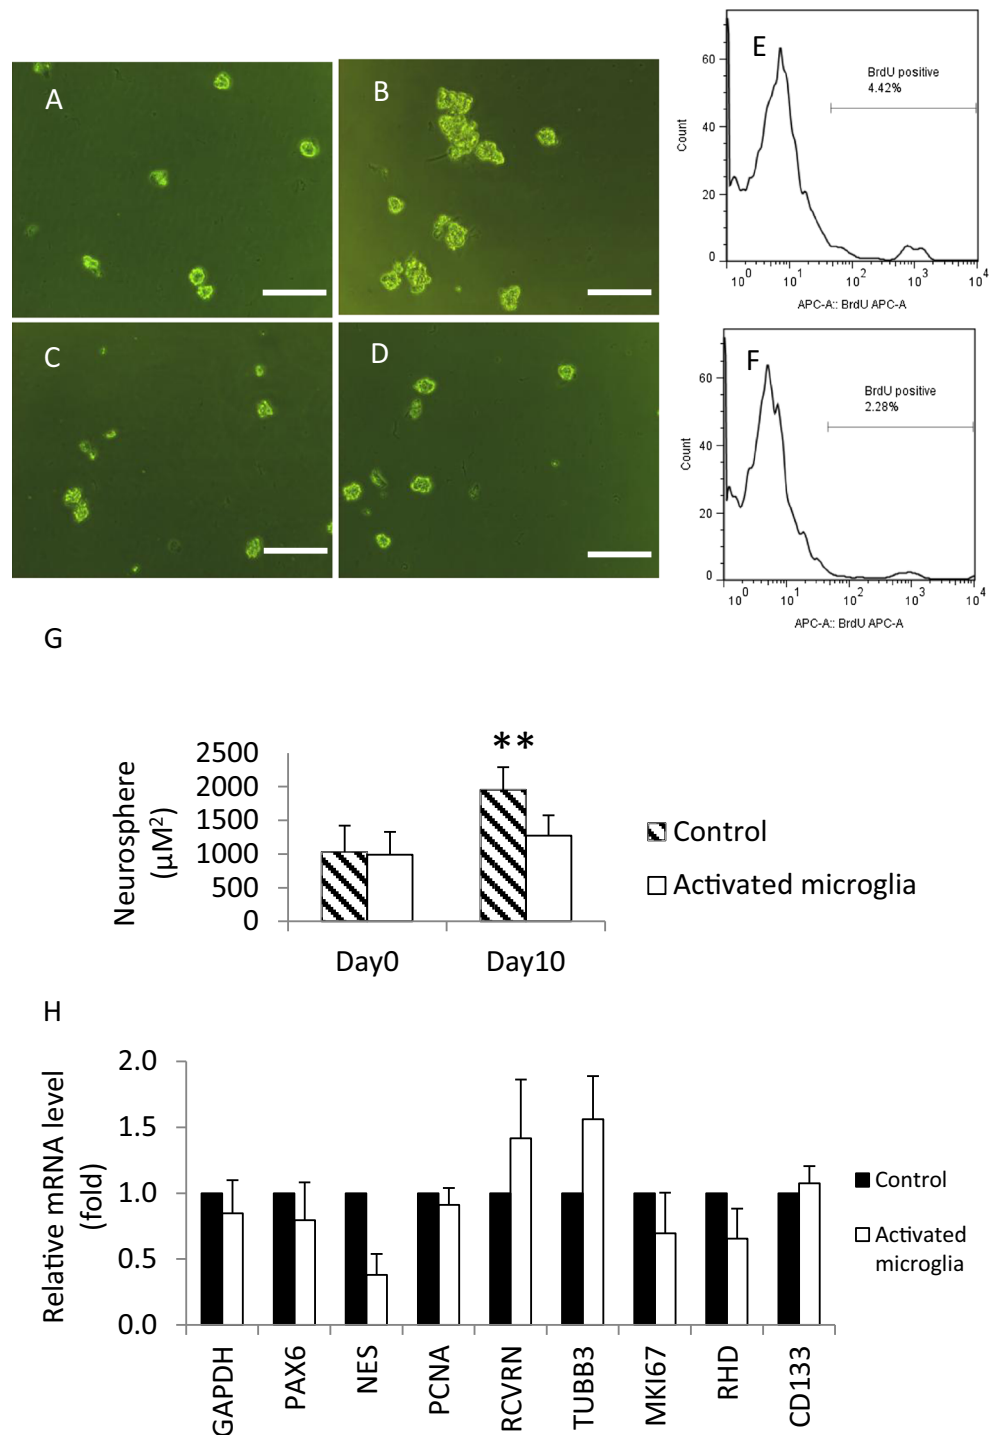 A
B
C
D
E
BrdU positive
4.42%
Count
60
40
20
0
10^0 10^1 10^2 10^3 10^4
APC-A:: BrdU APC-A
F
BrdU positive
2.28%
Count
60
40
20
0
10^0 10^1 10^2 10^3 10^4
APC-A:: BrdU APC-A
G
Neurosphere
(μM²)
2500
2000
1500
1000
500
0
**
Day0 Day10
Control
Activated microglia
H
Relative mRNA level
(fold)
2.0
1.5
1.0
0.5
0.0
GAPDH
PAX6
NES
PCNA
RCVRN
TUBB3
MKI67
RHD
CD133
Control
Activated
microglia